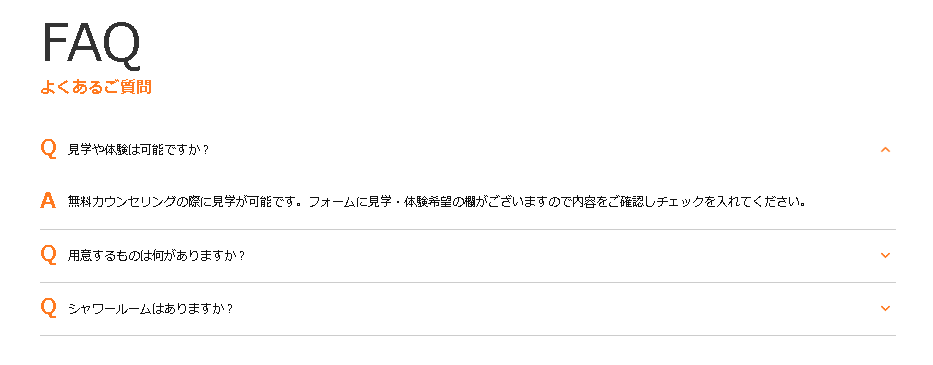 FAQ
よくあるご質問
Q 見学や体験は可能ですか？
A 無料カウンセリングの際に見学が可能です。フォームに見学・体験希望の欄がございますので内容をご確認しチェックを入れてください。
Q 用意するものは何がありますか？
Q シャワールームはありますか？